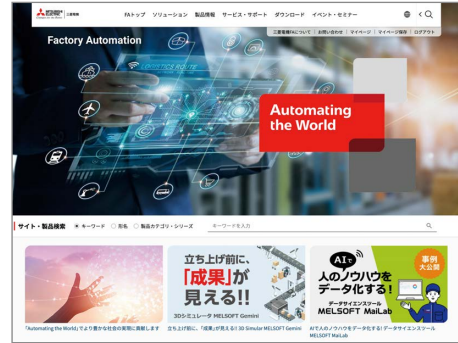 MITSUBISHI ELECTRIC
三菱電機
FAトップ ソリューション 製品情報 サービス・サポート ダウンロード イベント・セミナー
三菱電機FAについて | お問い合わせ | マイページ | マイページ保存 | ログアウト
Factory Automation
LOGISTICS ROUTE
Automating
the World
サイト・製品検索 キーワード 形名 製品カテゴリ・シリーズ キーワードを入力
立ち上げ前に、
「成果」が
見える!!
3Dシミュレータ MELSOFT Gemini
AIで
人のノウハウを
データ化する!
データサイエンスツール
MELSOFT MaiLab
事例
大公開
「Automating the World」でより豊かな社会の実現に貢献します
立ち上げ前に、「成果」が見える!! 3D Simular MELSOFT Gemini
AIで人のノウハウをデータ化する! データサイエンスツール
MELSOFT MaiLab